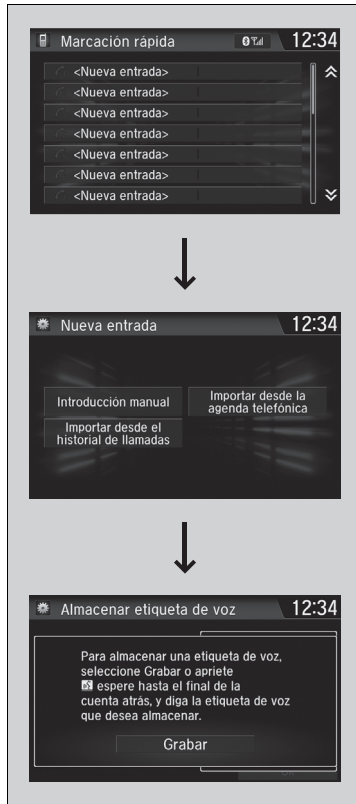 Marcación rápida
12:34
<Nueva entrada>
<Nueva entrada>
<Nueva entrada>
<Nueva entrada>
<Nueva entrada>
<Nueva entrada>
<Nueva entrada>
Nueva entrada
12:34
Introducción manual
Importar desde la
agenda telefónica
Importar desde el
historial de llamadas
Almacenar etiqueta de voz
12:34
Para almacenar una etiqueta de voz,
seleccione Grabar o apriete
espere hasta el final de la
cuenta atrás, y diga la etiqueta de voz
que desea almacenar.
Grabar